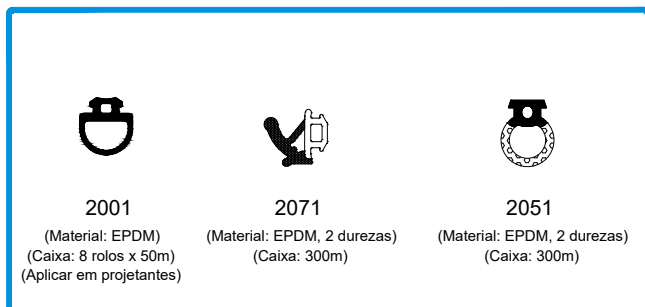 2001
(Material: EPDM)
(Caixa: 8 rolos x 50m)
(Aplicar em projetantes)
2071
(Material: EPDM, 2 durezas)
(Caixa: 300m)
2051
(Material: EPDM, 2 durezas)
(Caixa: 300m)